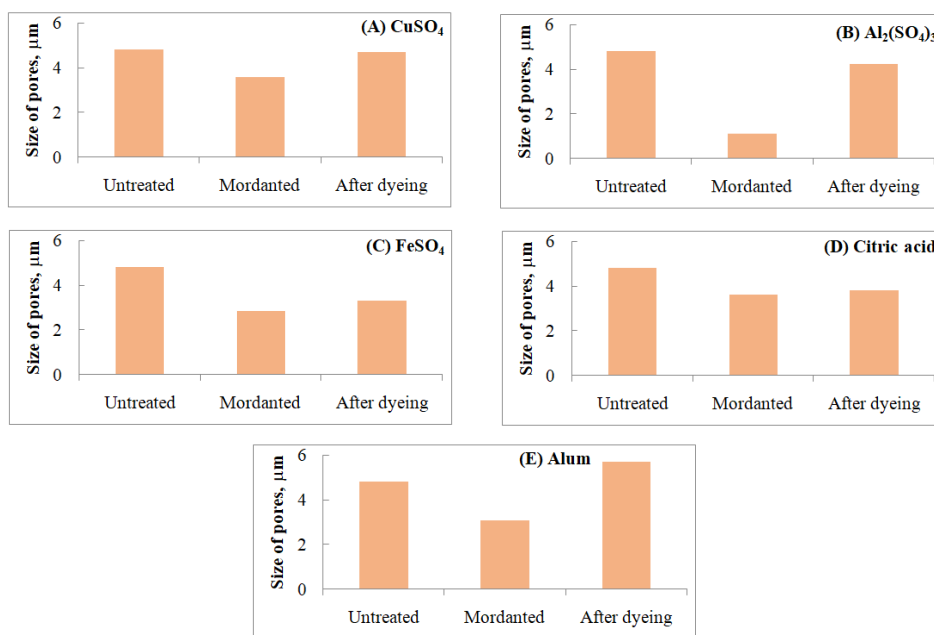 (A) CuSO₄
Size of pores, µm
6
4
2
0
Untreated Mordanted After dyeing
(B) Al₂(SO₄)₃
Size of pores, µm
6
4
2
0
Untreated Mordanted After dyeing
(C) FeSO₄
Size of pores, µm
6
4
2
0
Untreated Mordanted After dyeing
(D) Citric acid
Size of pores, µm
6
4
2
0
Untreated Mordanted After dyeing
(E) Alum
Size of pores, µm
6
4
2
0
Untreated Mordanted After dyeing